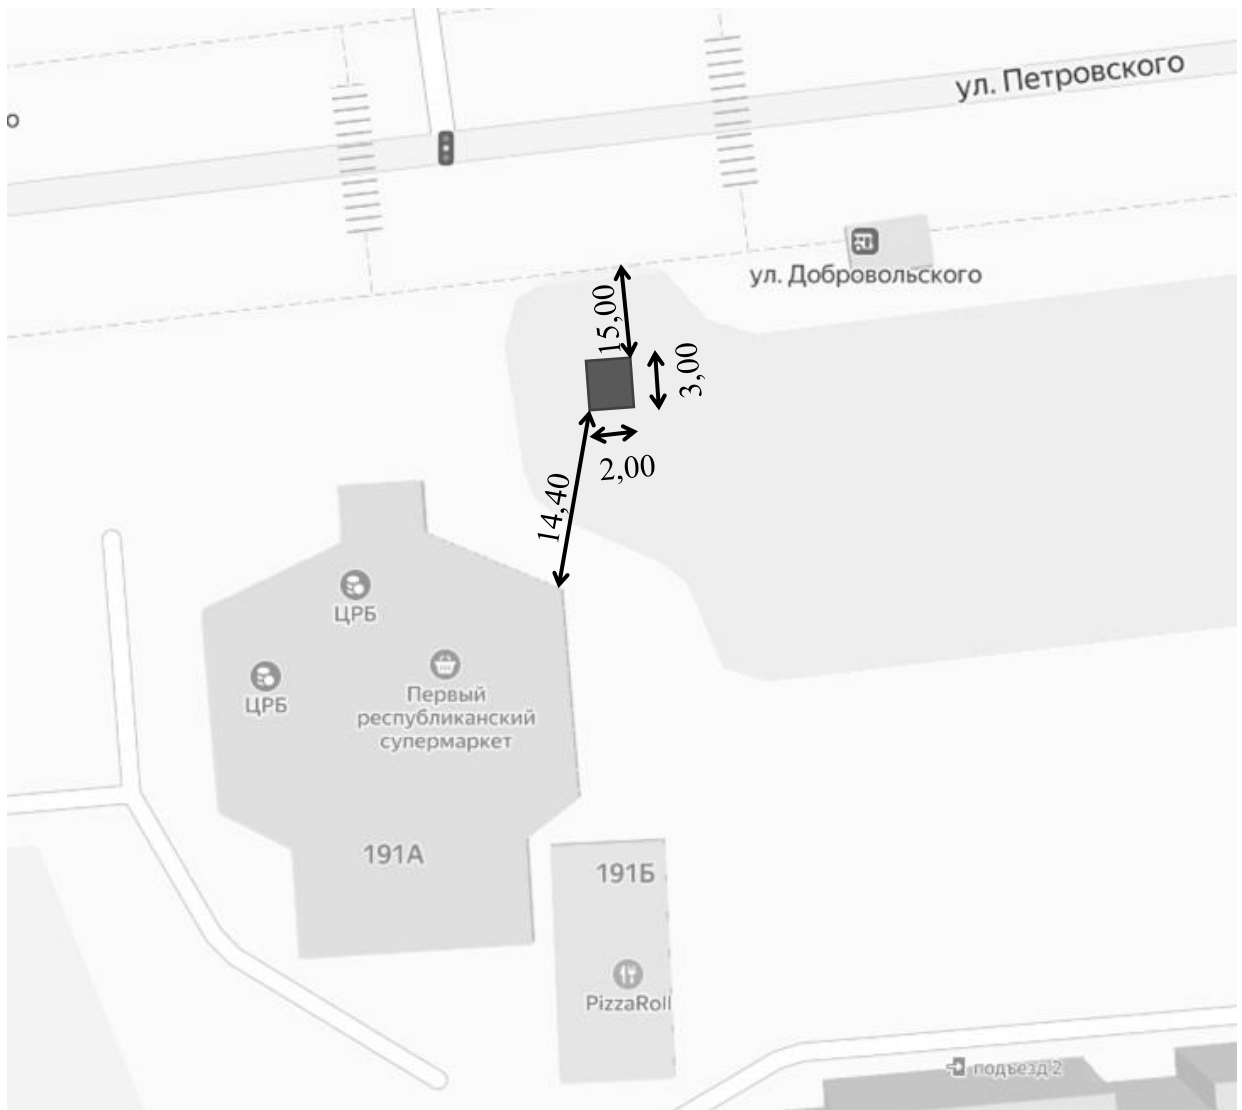 ул. Петровского
о
ул. Добровольского
15,00
3,00
2,00
14,40
ЦРБ
ЦРБ
Первый
республиканский
супермаркет
191А
191Б
PizzaRoll
подъезд 2